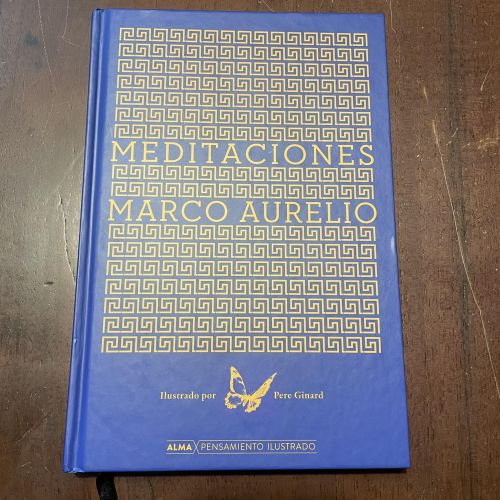 MEDITACIONES
MARCO AURELIO
Ilustrado por Pere Ginard
ALMA PENSAMIENTO ILUSTRADO